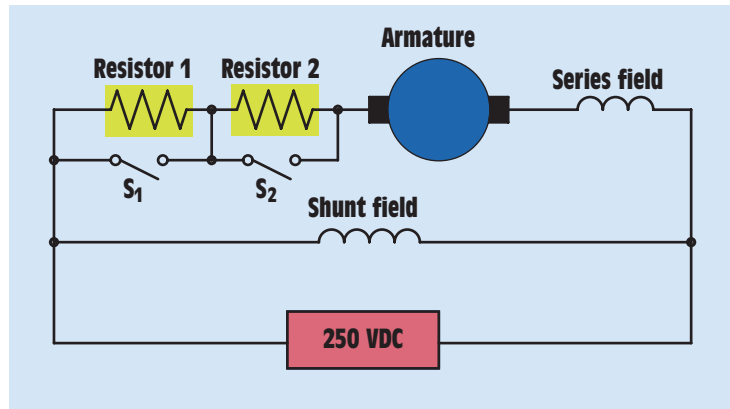 Armature
Resistor 1
Resistor 2
Series field
S1
S2
Shunt field
250 VDC